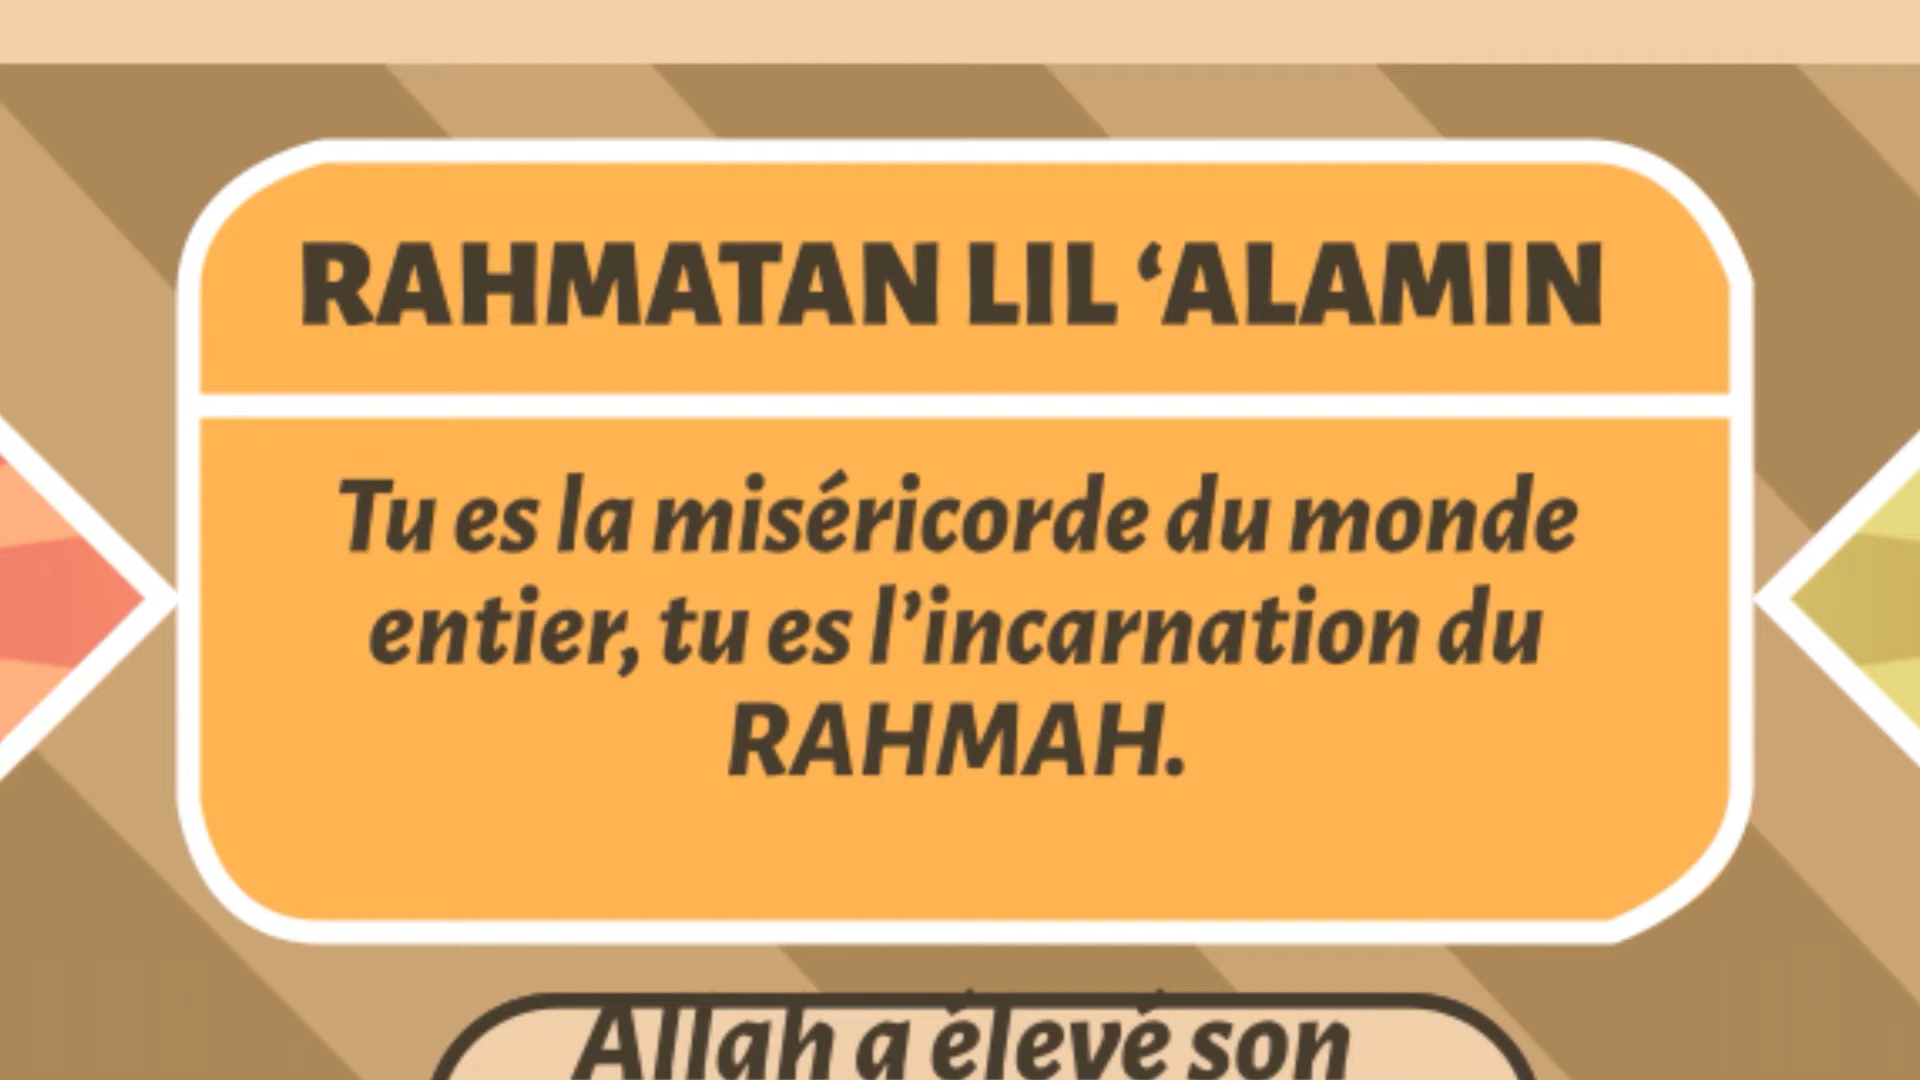 RAHMATAN LIL ‘ALAMIN
Tu es la miséricorde du monde
entier, tu es l’incarnation du
RAHMAH.
Allah a élevé son